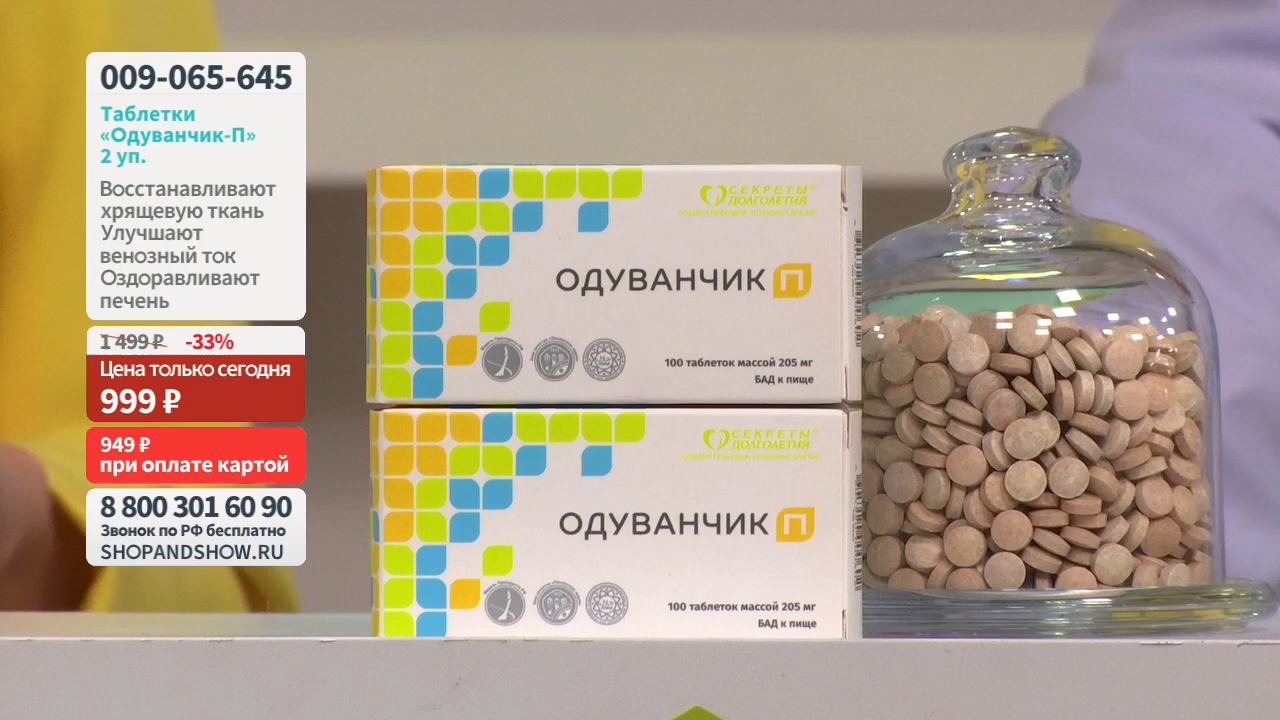 009-065-645
Таблетки
«Одуванчик-П»
2 уп.
Восстанавливают
хрящевую ткань
Улучшают
венозный ток
Оздоравливают
печень
1 499 ₽ -33%
Цена только сегодня
999 ₽
949 ₽
при оплате картой
8 800 301 60 90
Звонок по РФ бесплатно
SHOPANDSHOW.RU
СЕКРЕТЫ
ДОЛГОЛЕТИЯ
ОДУВАНЧИК П
100 таблеток массой 205 мг
БАД к пище
СЕКРЕТЫ
ДОЛГОЛЕТИЯ
ОДУВАНЧИК П
100 таблеток массой 205 мг
БАД к пище